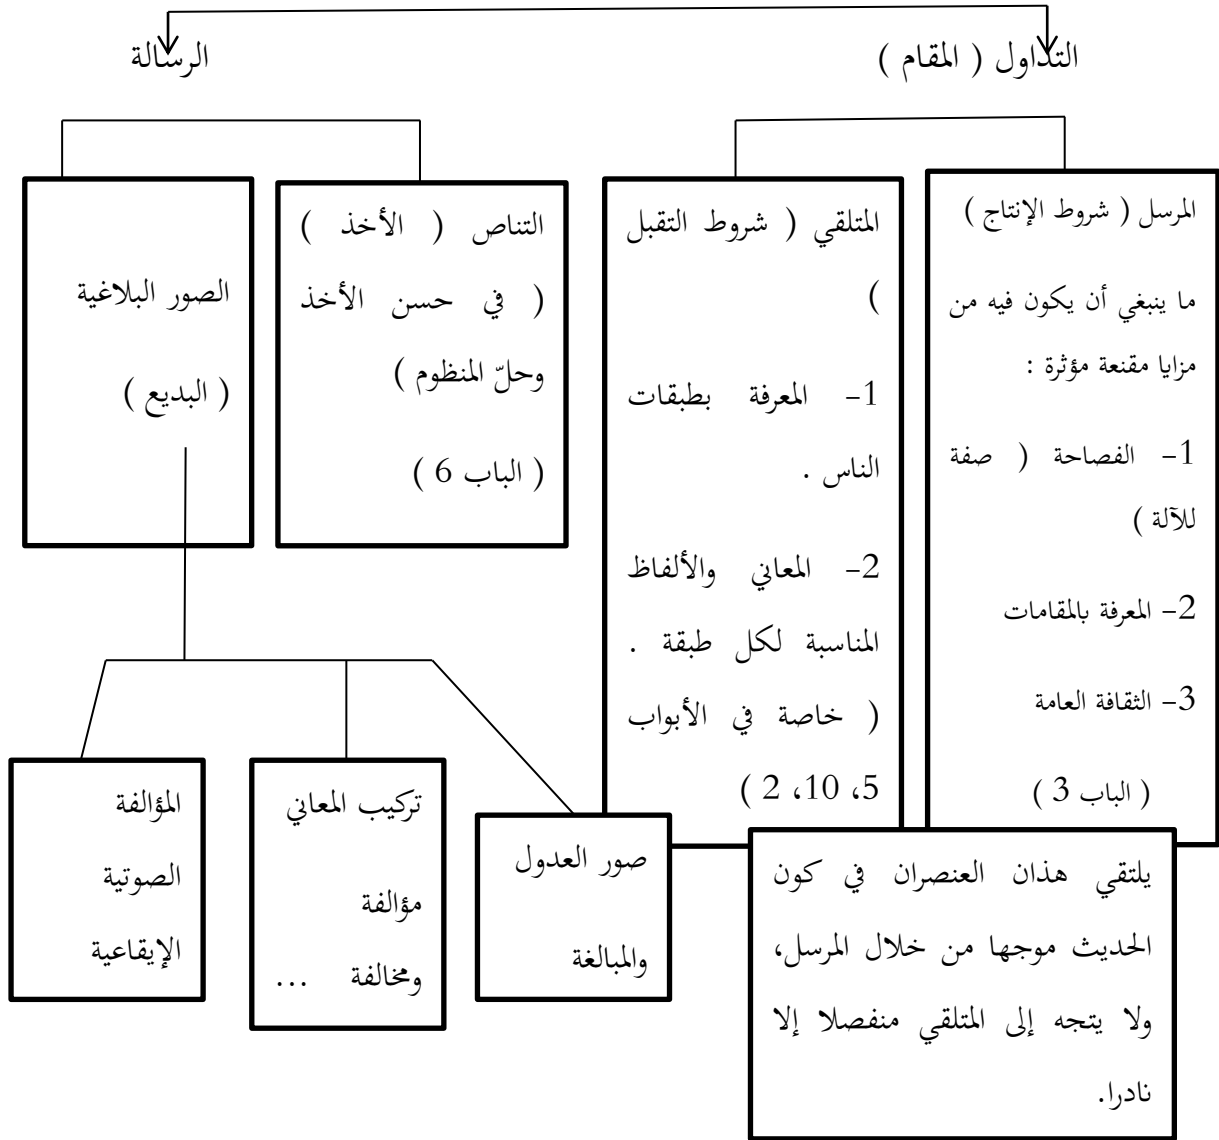 التداول ( المقام )
الرسالة
المرسل ( شروط الإنتاج )
ما ينبغي أن يكون فيه من
مزايا مقنعة مؤثرة :
1- الفصاحة ( صفة
للآلة )
2- المعرفة بالمقامات
3- الثقافة العامة
( الباب 3 )
المتلقي ( شروط التقبل
)
1- المعرفة بطبقات
الناس .
2- المعاني والألفاظ
المناسبة لكل طبقة .
( خاصة في الأبواب
5، 10، 2 )
التناص ( الأخذ )
( في حسن الأخذ
وحلّ المنظوم )
( الباب 6 )
الصور البلاغية
( البديع )
يلتقي هذان العنصران في كون
الحديث موجها من خلال المرسل،
ولا يتجه إلى المتلقي منفصلا إلا
نادرا.
صور العدول
والمبالغة
تركيب المعاني
مؤالفة
ومخالفة ...
المؤالفة
الصوتية
الإيقاعية